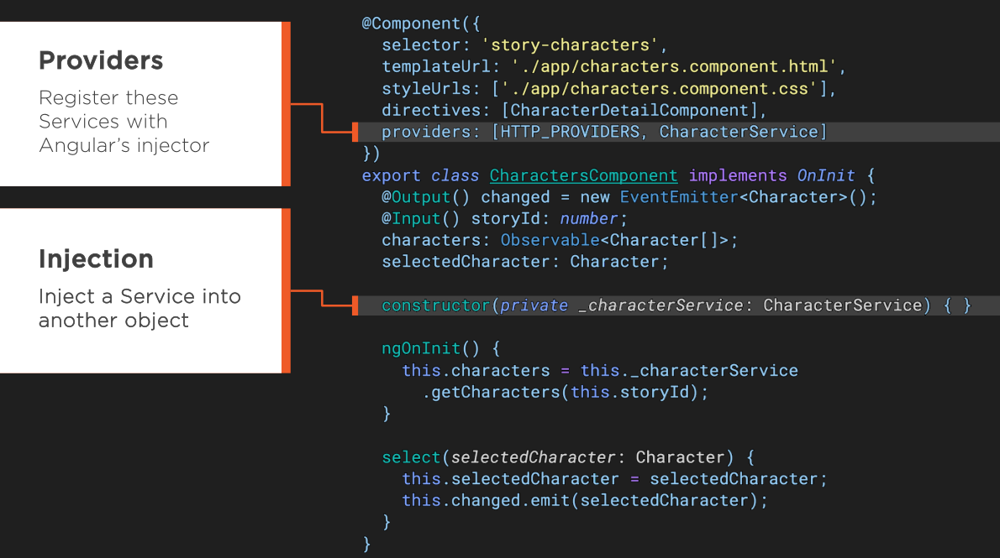 Providers
Register these
Services with
Angular's injector
Injection
Inject a Service into
another object
@Component({
  selector: 'story-characters',
  templateUrl: './app/characters.component.html',
  styleUrls: ['./app/characters.component.css'],
  directives: [CharacterDetailComponent],
  providers: [HTTP_PROVIDERS, CharacterService]
})
export class CharactersComponent implements OnInit {
  @Output() changed = new EventEmitter<Character>();
  @Input() storyId: number;
  characters: Observable<Character[]>;
  selectedCharacter: Character;
  constructor(private _characterService: CharacterService) { }
  ngOnInit() {
    this.characters = this._characterService
      .getCharacters(this.storyId);
  }
  select(selectedCharacter: Character) {
    this.selectedCharacter = selectedCharacter;
    this.changed.emit(selectedCharacter);
  }
}